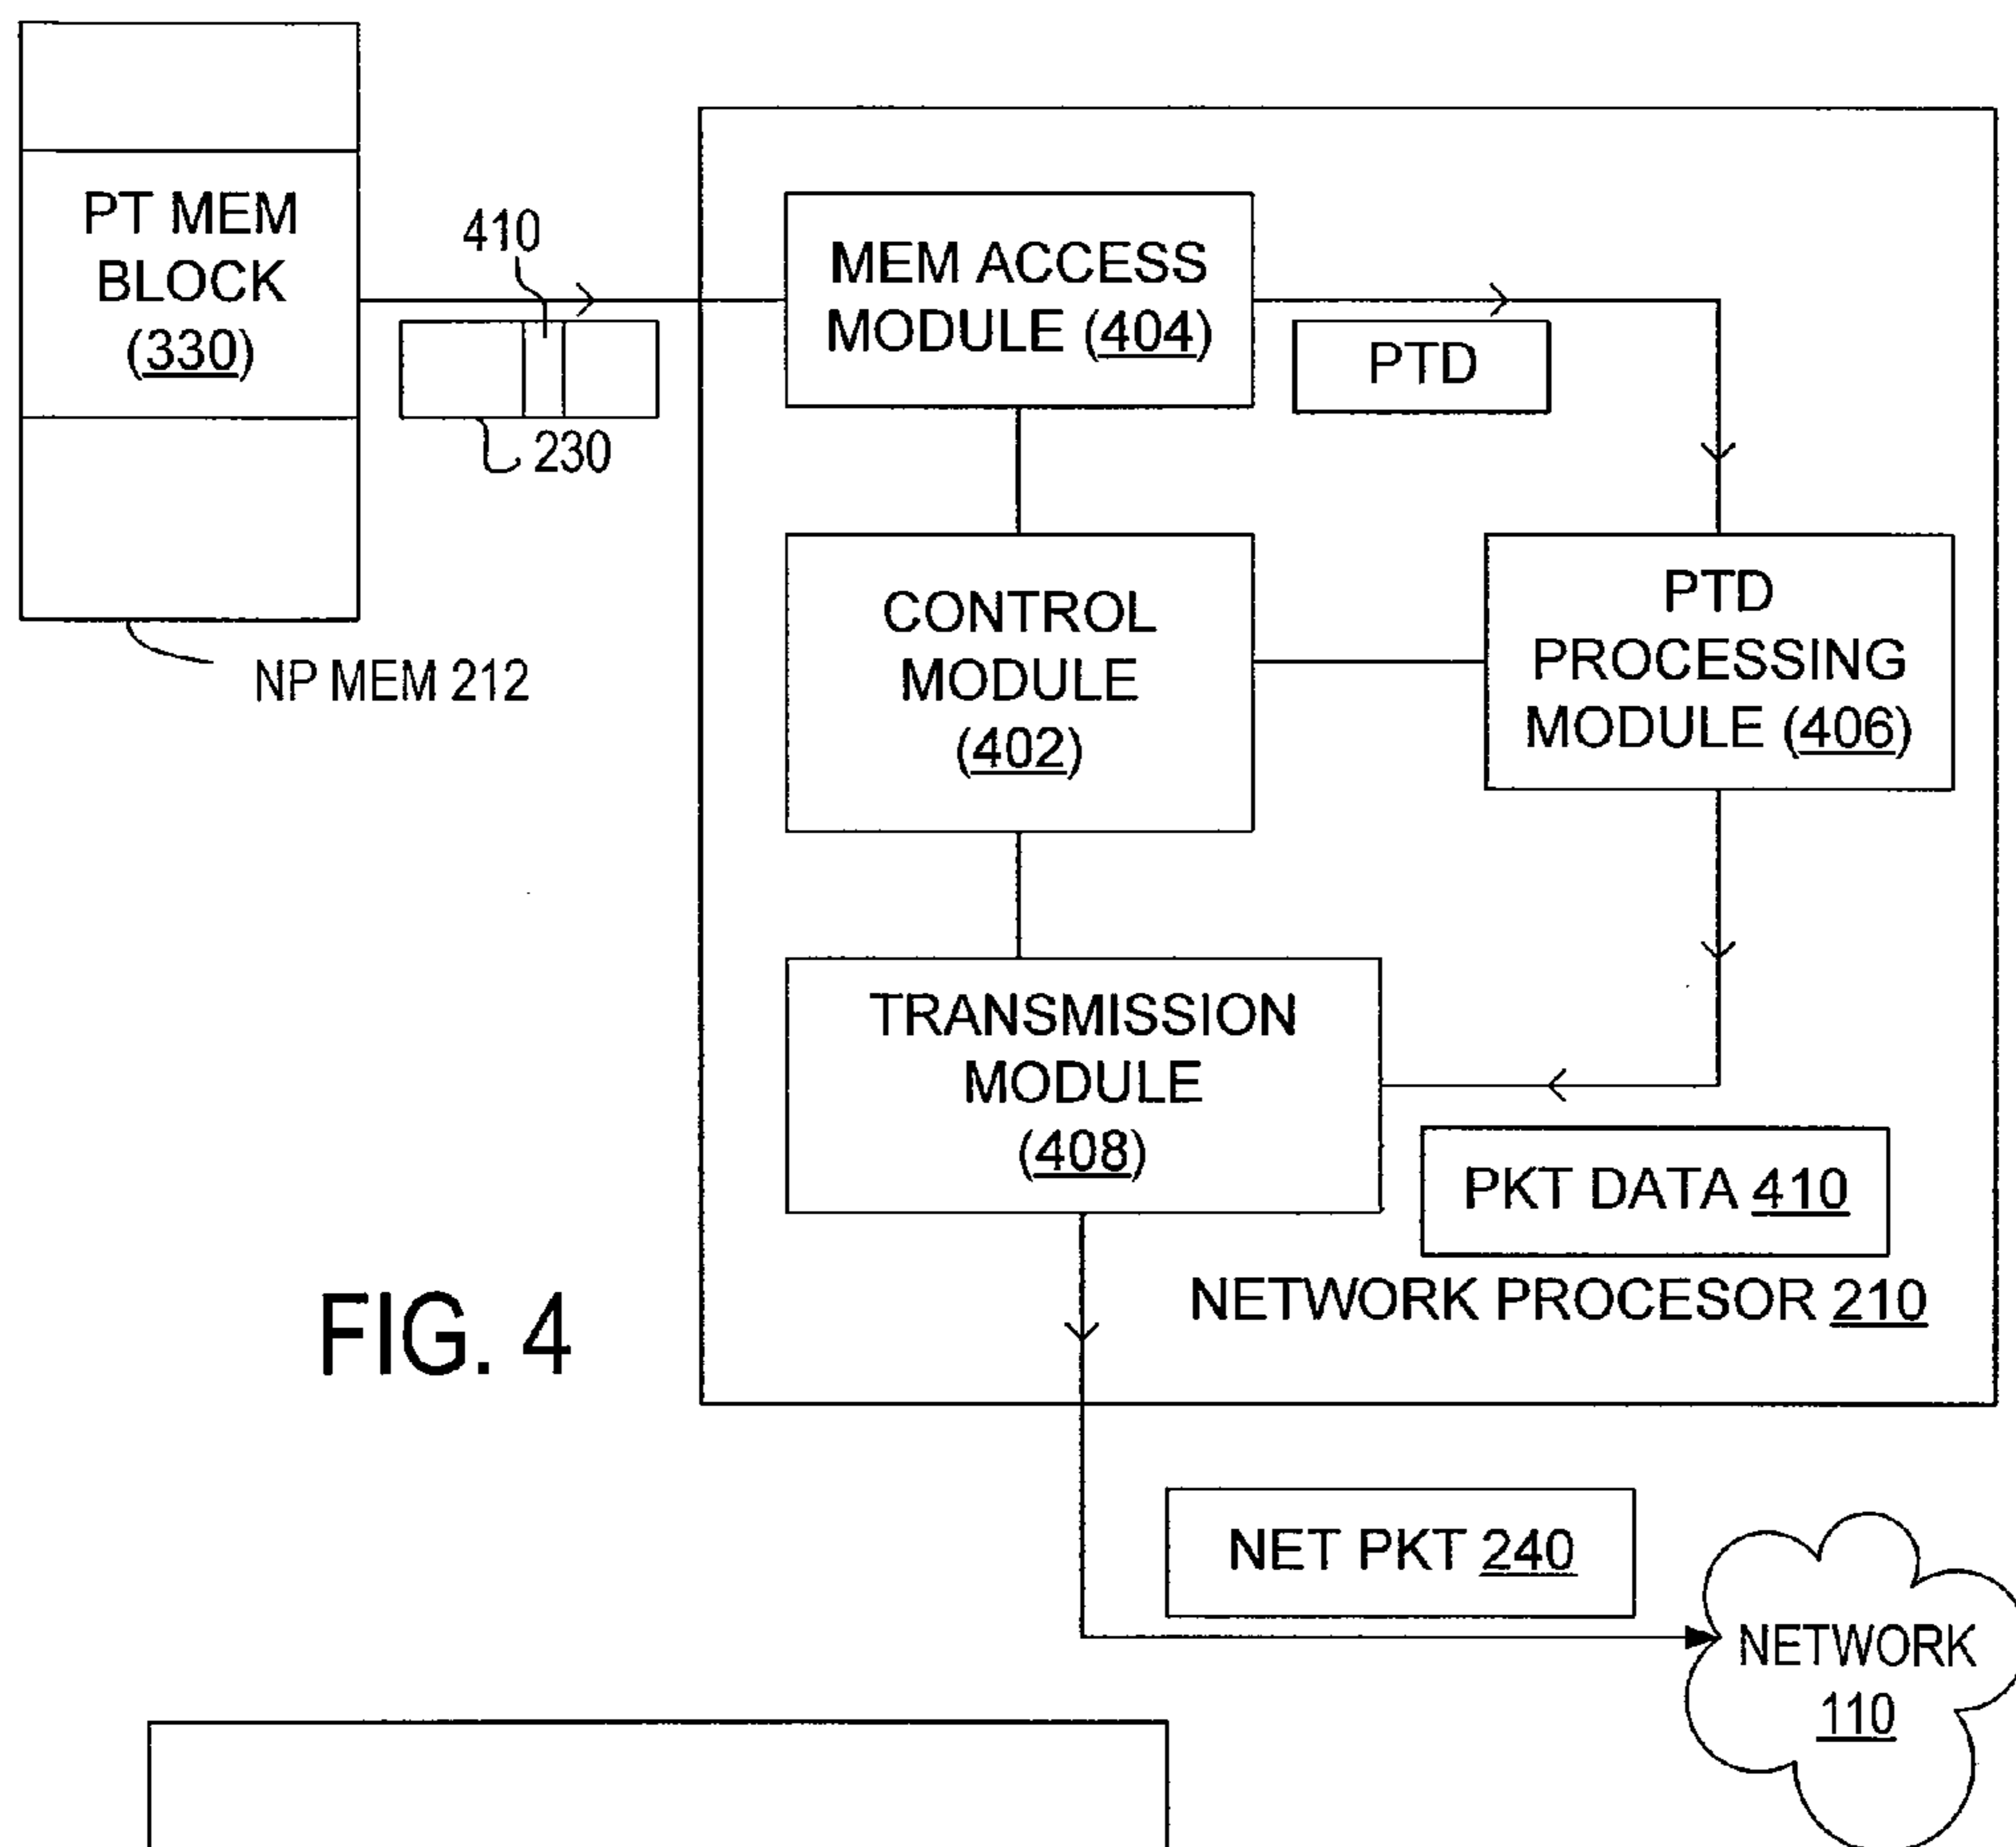 PT MEM
BLOCK
(330)
410
230
NP MEM 212
MEM ACCESS
MODULE (404)
PTD
CONTROL
MODULE
(402)
PTD
PROCESSING
MODULE (406)
TRANSMISSION
MODULE
(408)
PKT DATA 410
NETWORK PROCESOR 210
FIG. 4
NET PKT 240
NETWORK
110